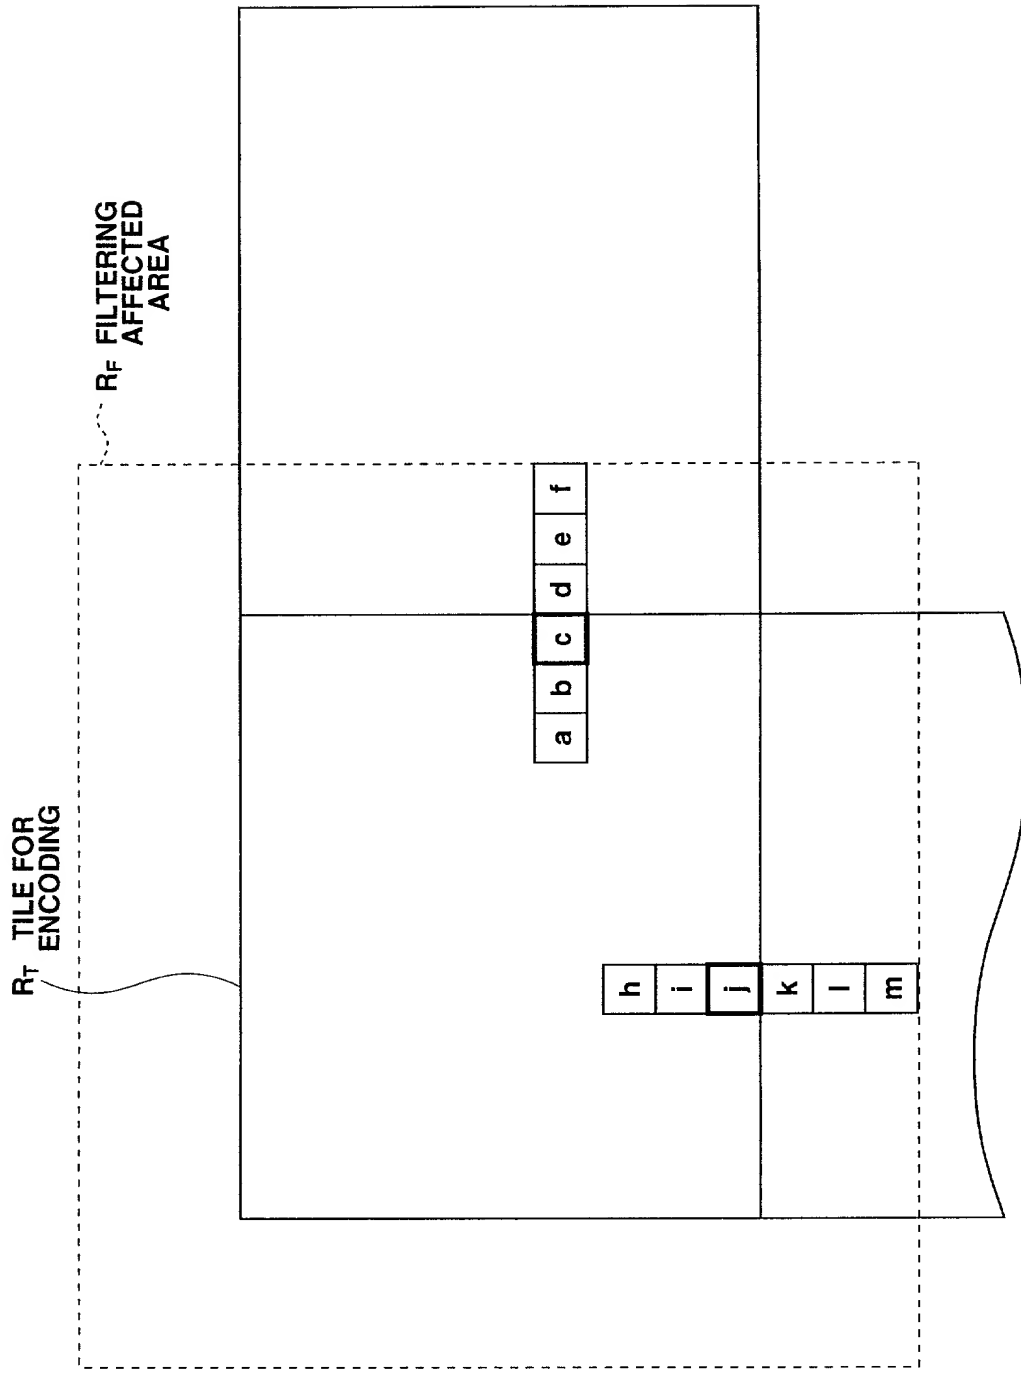 RT TILE FOR
ENCODING
RF FILTERING
AFFECTED
AREA
a b c d e f
h
i
j
k
l
m